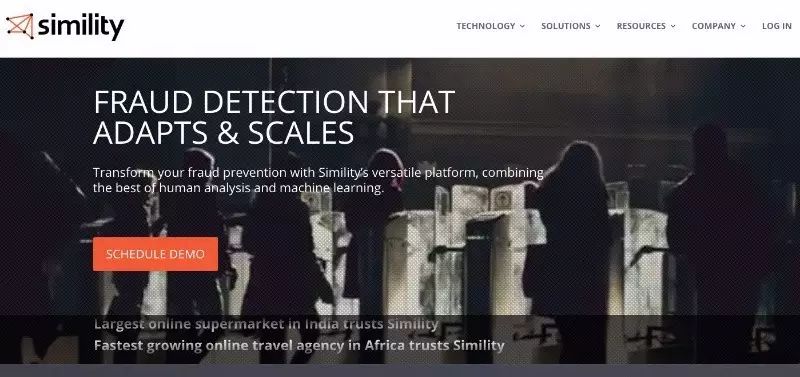 simility
TECHNOLOGY
SOLUTIONS
RESOURCES
COMPANY
LOG IN
FRAUD DETECTION THAT
ADAPTS & SCALES
Transform your fraud prevention with Simility's versatile platform, combining
the best of human analysis and machine learning.
SCHEDULE DEMO
Largest online supermarket in India trusts Simility
Fastest growing online travel agency in Africa trusts Simility